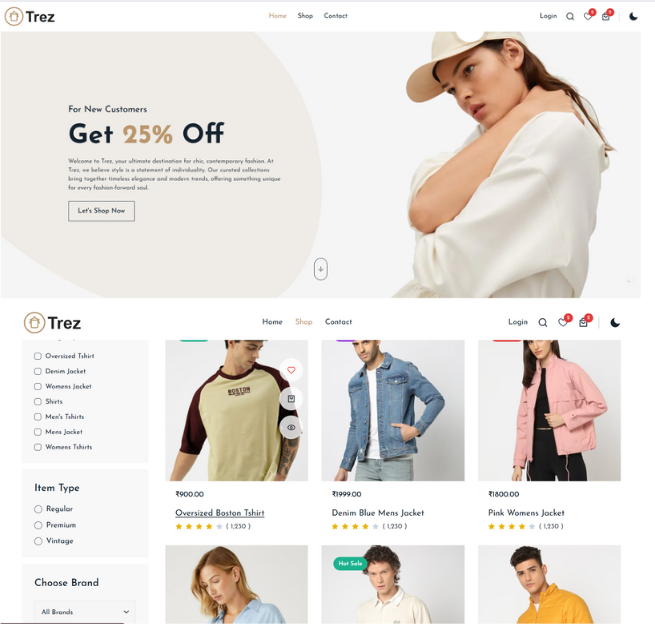 Trez
Home Shop Contact
Login
For New Customers
Get 25% Off
Welcome to Trez, your ultimate destination for chic, contemporary fashion. At
Trez, we believe style is a statement of individuality. Our curated collections
bring together timeless elegance and modern trends, offering something unique
for every fashion-forward soul.
Let's Shop Now
Trez
Home Shop Contact
Login
Oversized Tshirt
Denim Jacket
Womens Jacket
Shirts
Men's Tshirts
Mens Jacket
Womens Tshirts
Item Type
Regular
Premium
Vintage
Choose Brand
All Brands
BOSTON
₹900.00
Oversized Boston Tshirt
(1,230)
₹1999.00
Denim Blue Mens Jacket
(1,230)
₹1800.00
Pink Womens Jacket
(1,230)
Hot Sale